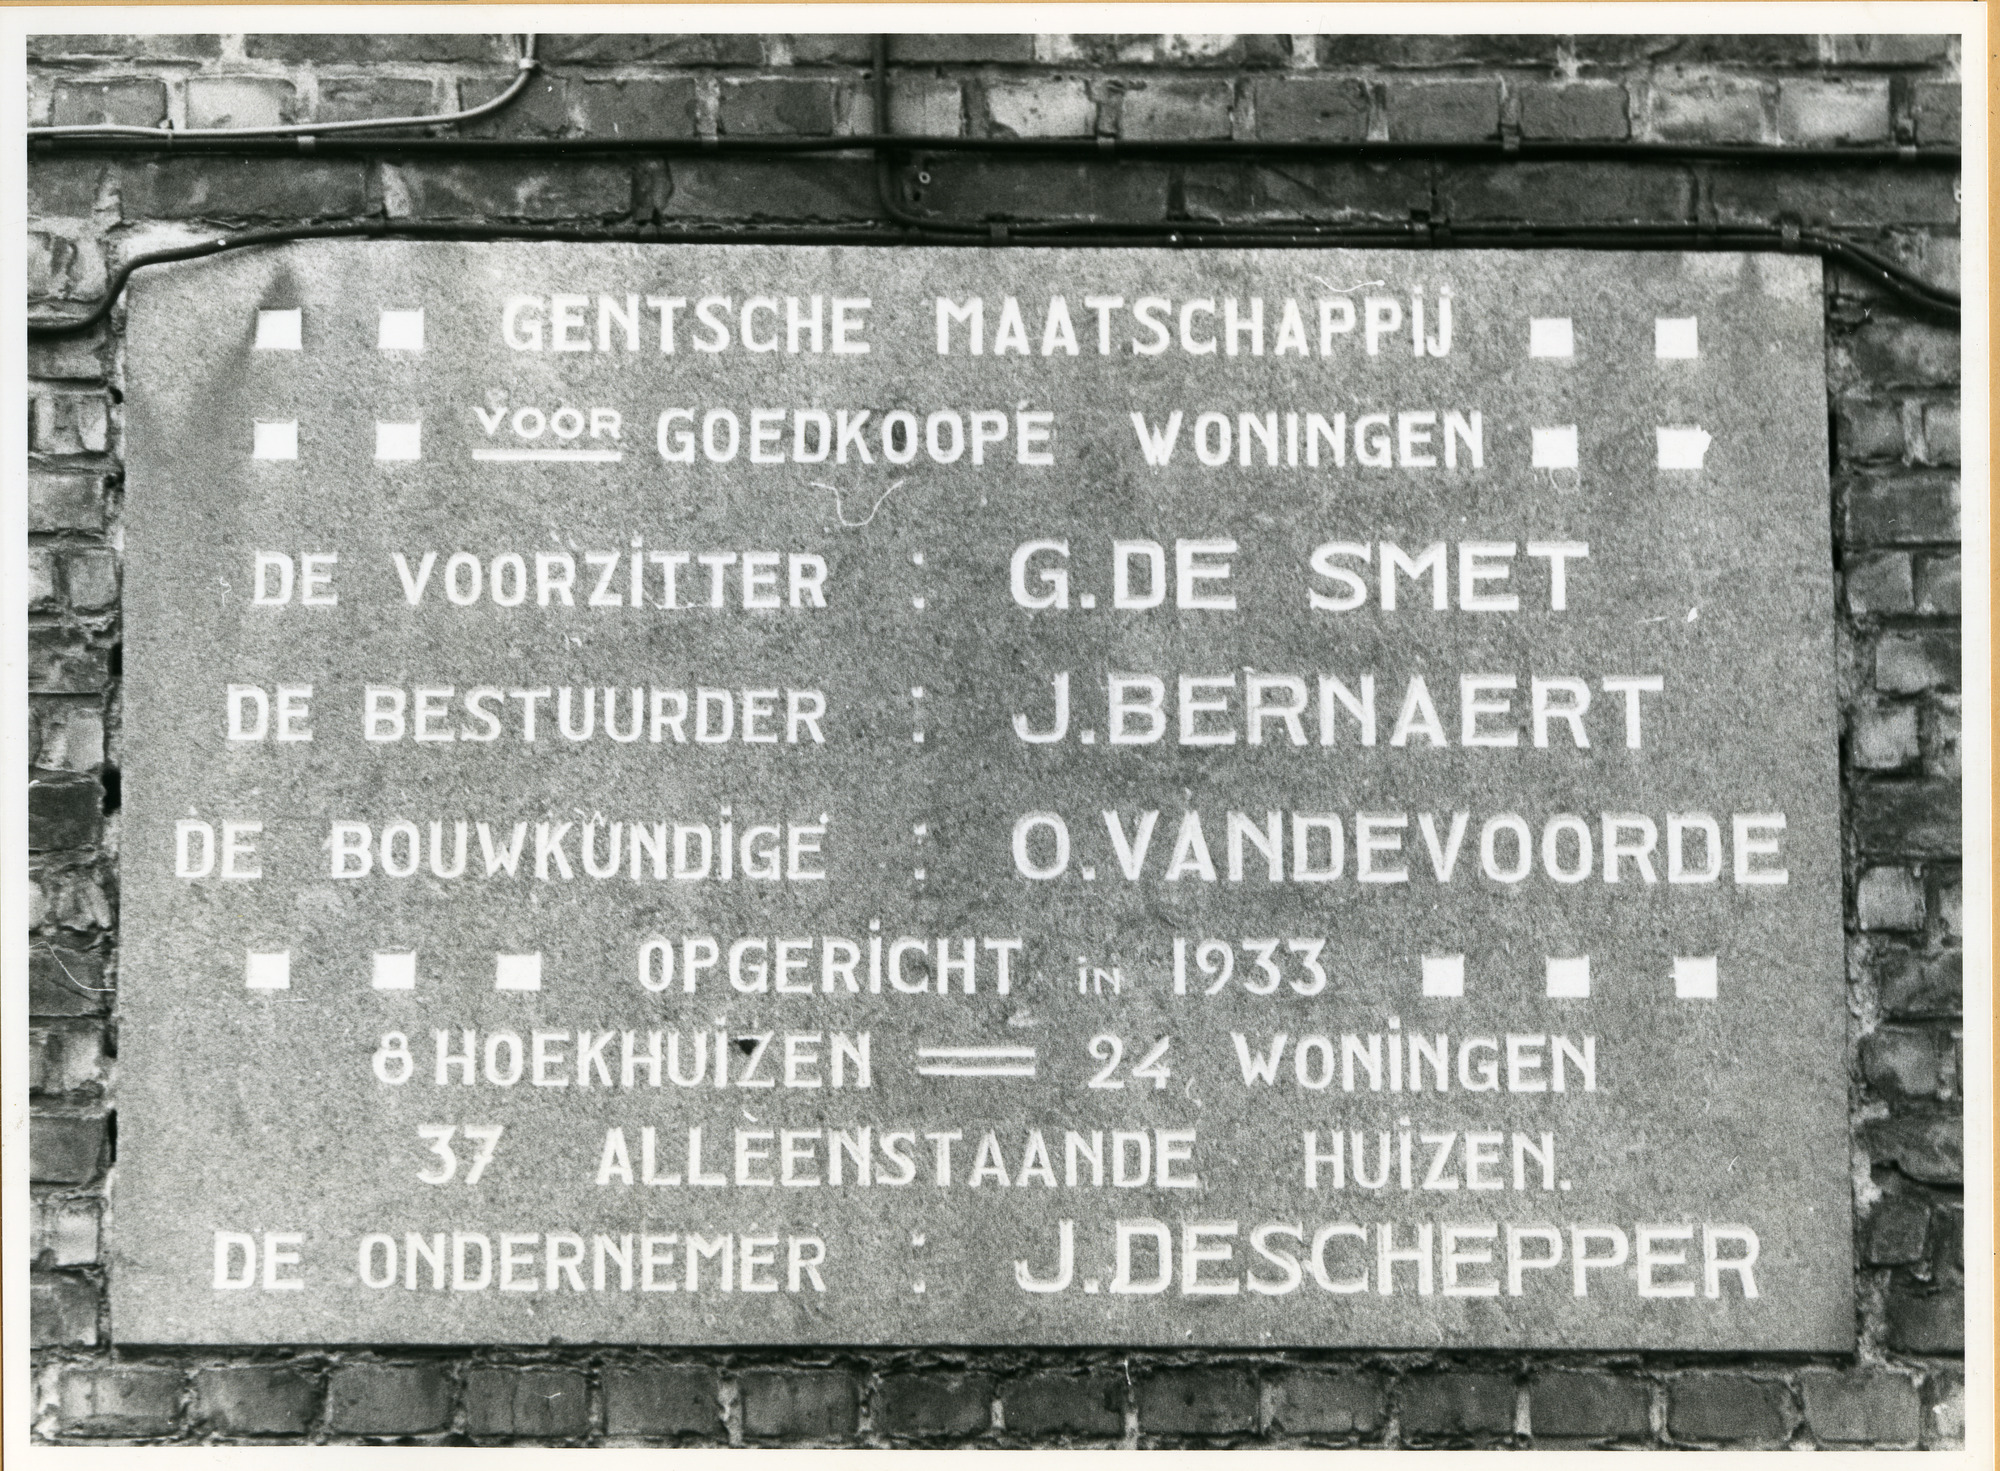 GENTSCHE MAATSCHAPPIJ
VOOR GOEDKOOPE WONINGEN
DE VOORZITTER : G.DE SMET
DE BESTUURDER : J.BERNAERT
DE BOUWKUNDIGE : O.VANDEVOORDE
OPGERICHT IN 1933
8 HOEKHUIZEN = 24 WONINGEN
37 ALLEENSTAANDE HUIZEN.
DE ONDERNEMER : J.DESCHEPPER